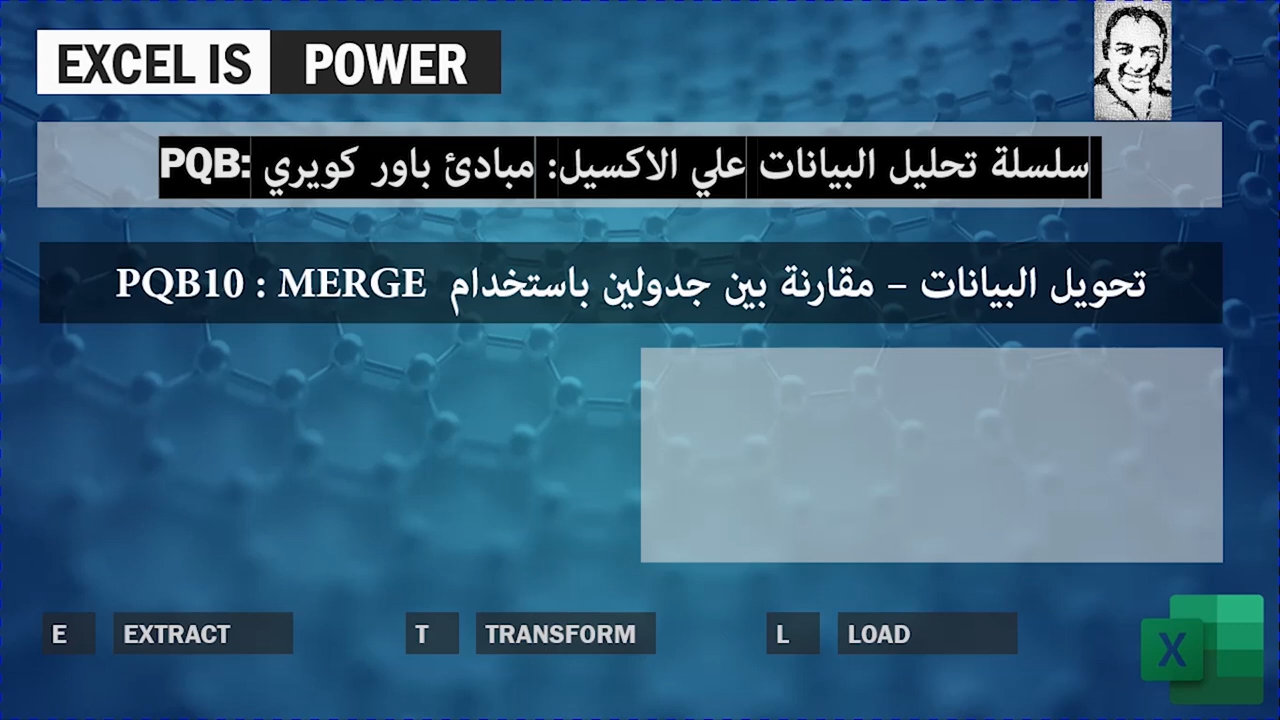 EXCEL IS POWER
سلسلة تحليل البيانات علي الاكسيل: مبادئ باور كويري PQB:
تحويل البيانات – مقارنة بين جدولين باستخدام PQB10 : MERGE
E EXTRACT T TRANSFORM L LOAD
X